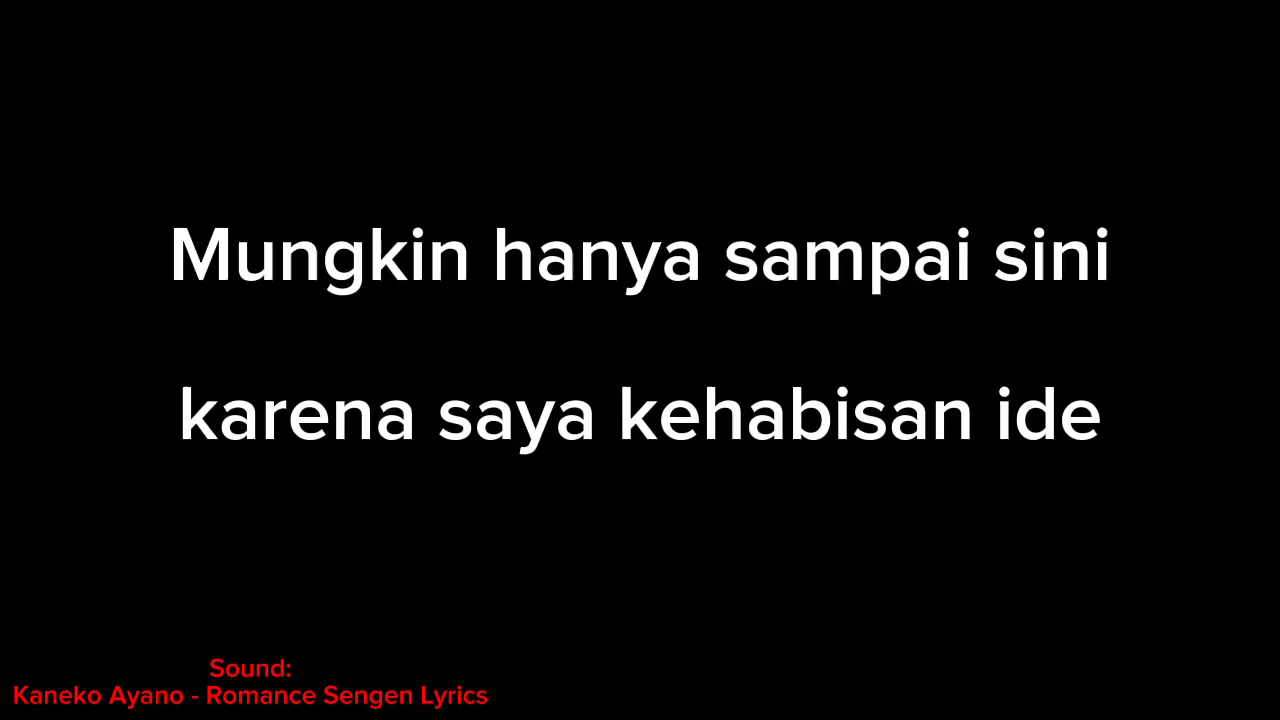 Mungkin hanya sampai sini
karena saya kehabisan ide
Sound:
Kaneko Ayano - Romance Sengen Lyrics